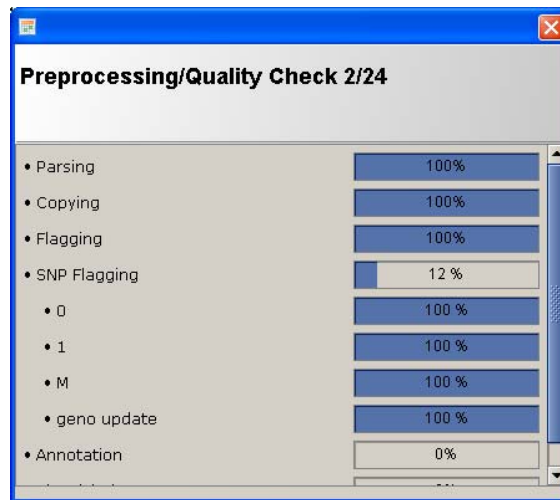 Preprocessing/Quality Check 2/24
• Parsing 100%
• Copying 100%
• Flagging 100%
• SNP Flagging 12 %
• 0 100 %
• 1 100 %
• M 100 %
• geno update 100 %
• Annotation 0%